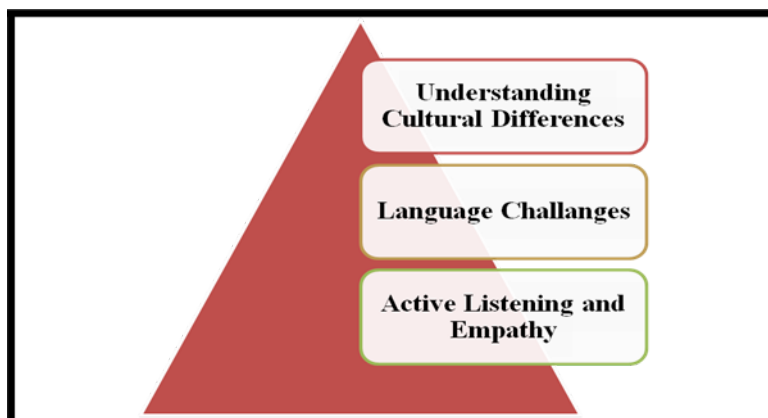 Understanding
Cultural Differences
Language Challanges
Active Listening and
Empathy